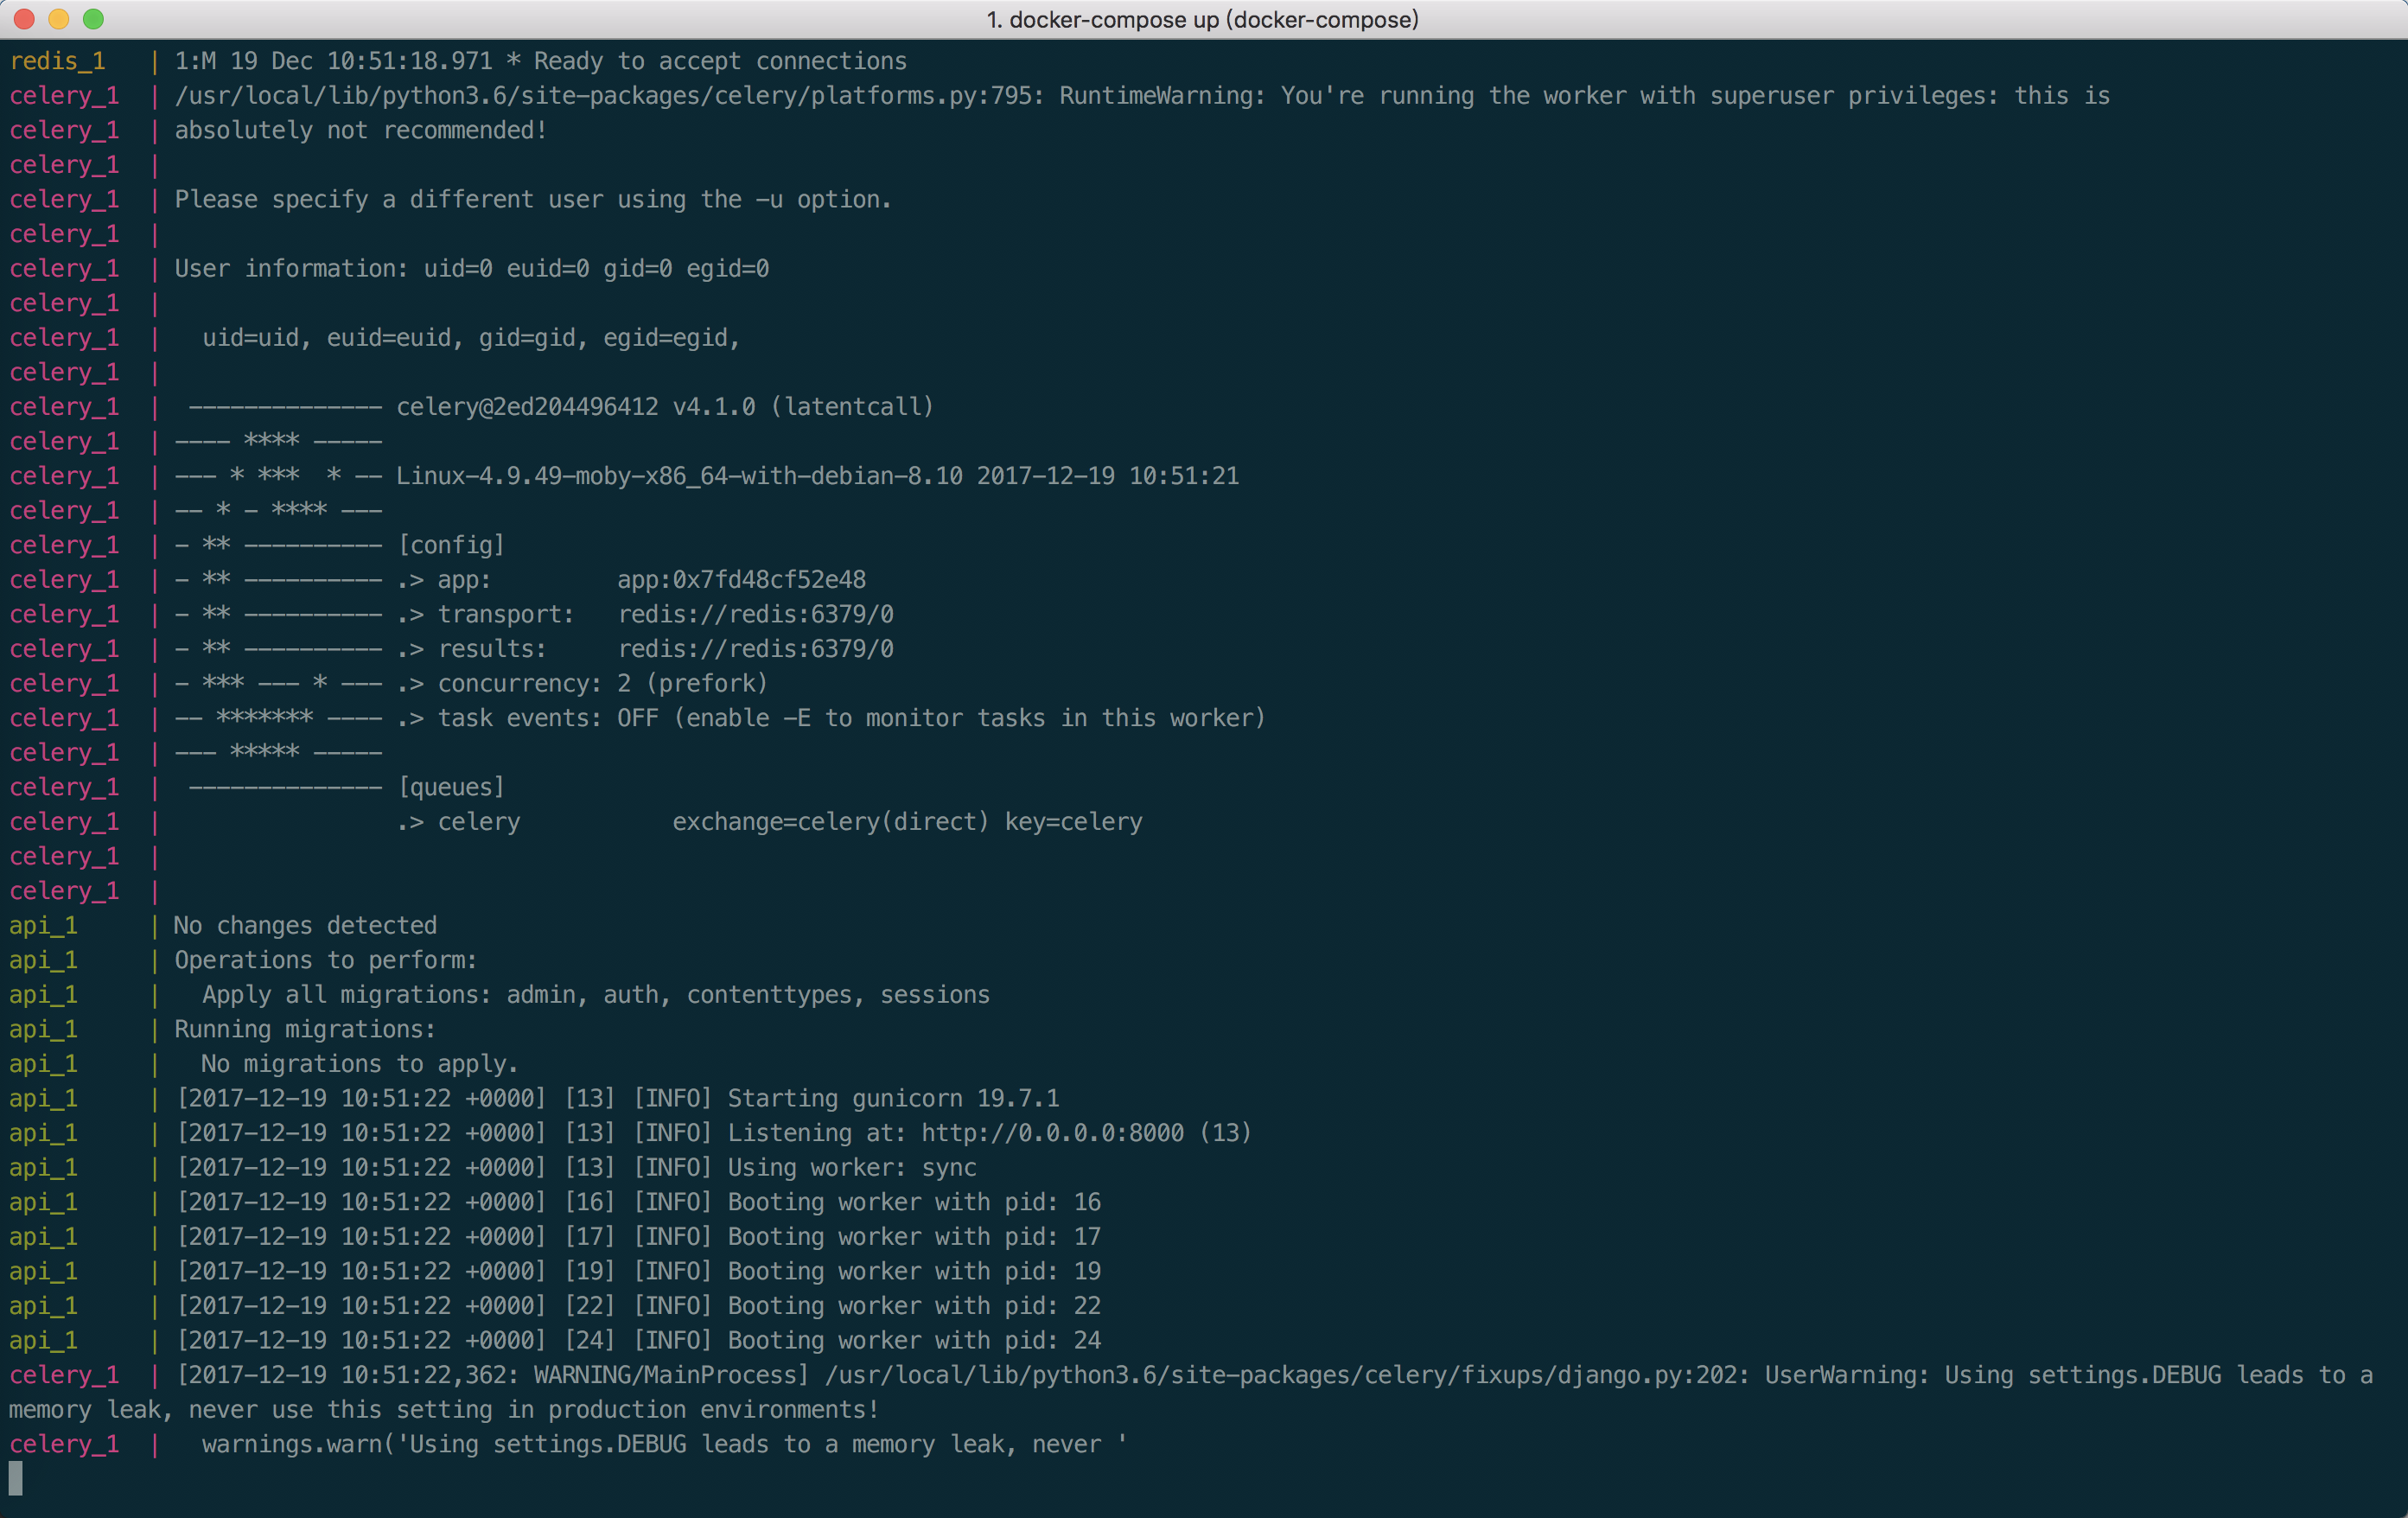 1. docker-compose up (docker-compose)
redis_1   | 1:M 19 Dec 10:51:18.971 * Ready to accept connections
celery_1  | /usr/local/lib/python3.6/site-packages/celery/platforms.py:795: RuntimeWarning: You're running the worker with superuser privileges: this is
celery_1  | absolutely not recommended!
celery_1  |
celery_1  | Please specify a different user using the -u option.
celery_1  |
celery_1  | User information: uid=0 euid=0 gid=0 egid=0
celery_1  |
celery_1  |   uid=uid, euid=euid, gid=gid, egid=egid,
celery_1  |
celery_1  |  -------------- celery@2ed204496412 v4.1.0 (latentcall)
celery_1  | ---- **** -----
celery_1  | --- * ***  * -- Linux-4.9.49-moby-x86_64-with-debian-8.10 2017-12-19 10:51:21
celery_1  | -- * - **** ---
celery_1  | - ** ---------- [config]
celery_1  | - ** ---------- .> app:         app:0x7fd48cf52e48
celery_1  | - ** ---------- .> transport:   redis://redis:6379/0
celery_1  | - ** ---------- .> results:     redis://redis:6379/0
celery_1  | - *** --- * --- .> concurrency: 2 (prefork)
celery_1  | -- ******* ---- .> task events: OFF (enable -E to monitor tasks in this worker)
celery_1  | --- ***** -----
celery_1  |  -------------- [queues]
celery_1  |                 .> celery           exchange=celery(direct) key=celery
celery_1  |
celery_1  |
api_1     | No changes detected
api_1     | Operations to perform:
api_1     |   Apply all migrations: admin, auth, contenttypes, sessions
api_1     | Running migrations:
api_1     |   No migrations to apply.
api_1     | [2017-12-19 10:51:22 +0000] [13] [INFO] Starting gunicorn 19.7.1
api_1     | [2017-12-19 10:51:22 +0000] [13] [INFO] Listening at: http://0.0.0.0:8000 (13)
api_1     | [2017-12-19 10:51:22 +0000] [13] [INFO] Using worker: sync
api_1     | [2017-12-19 10:51:22 +0000] [16] [INFO] Booting worker with pid: 16
api_1     | [2017-12-19 10:51:22 +0000] [17] [INFO] Booting worker with pid: 17
api_1     | [2017-12-19 10:51:22 +0000] [19] [INFO] Booting worker with pid: 19
api_1     | [2017-12-19 10:51:22 +0000] [22] [INFO] Booting worker with pid: 22
api_1     | [2017-12-19 10:51:22 +0000] [24] [INFO] Booting worker with pid: 24
celery_1  | [2017-12-19 10:51:22,362: WARNING/MainProcess] /usr/local/lib/python3.6/site-packages/celery/fixups/django.py:202: UserWarning: Using settings.DEBUG leads to a
memory leak, never use this setting in production environments!
celery_1  |   warnings.warn('Using settings.DEBUG leads to a memory leak, never '